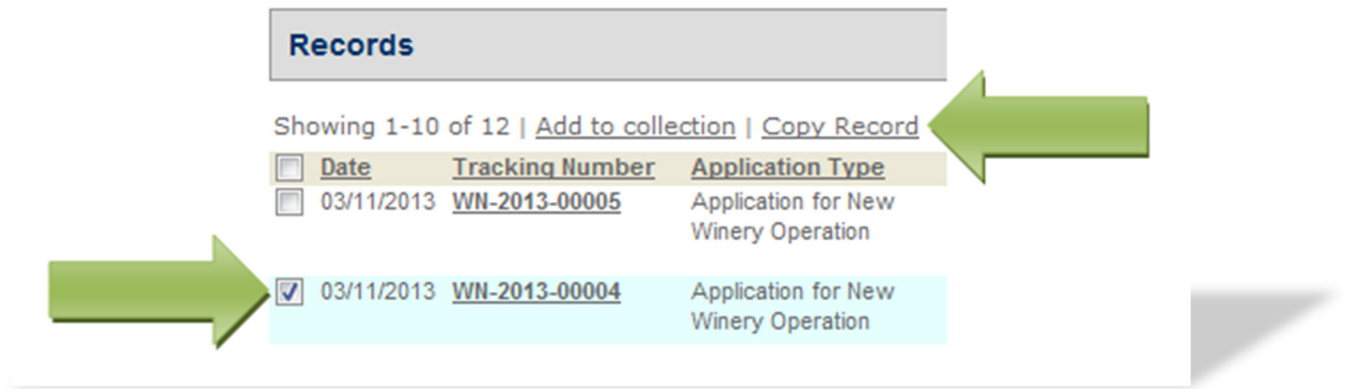 Records
Showing 1-10 of 12 | Add to collection | Copy Record
Date Tracking Number Application Type
03/11/2013 WN-2013-00005 Application for New
Winery Operation
03/11/2013 WN-2013-00004 Application for New
Winery Operation